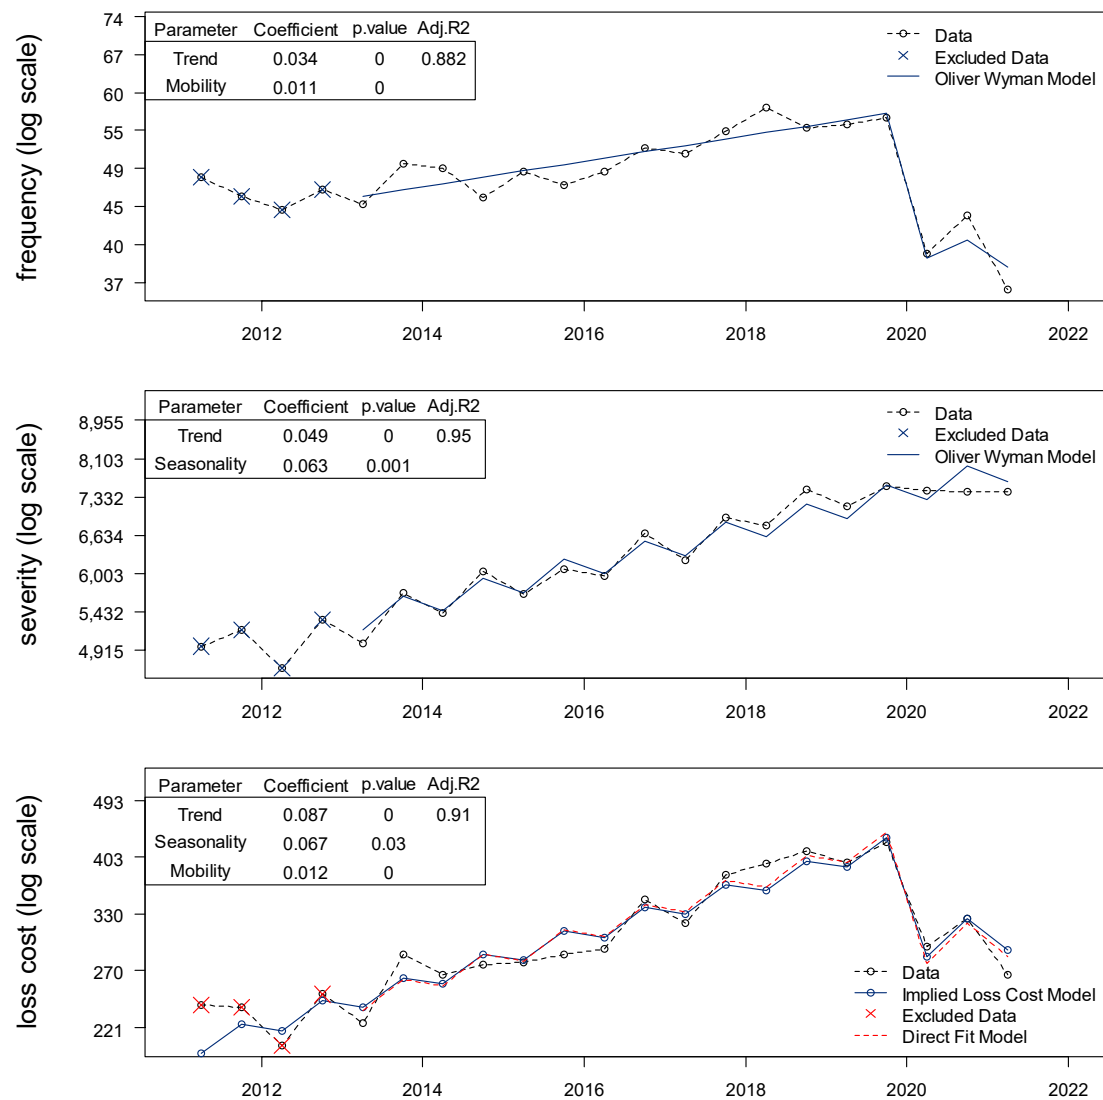 frequency (log scale)
74
67
60
55
49
45
40
37
Parameter Coefficient p.value Adj.R2
Trend 0.034 0 0.882
Mobility 0.011 0
Data
Excluded Data
Oliver Wyman Model
2012 2014 2016 2018 2020 2022
severity (log scale)
8,955
8,103
7,332
6,634
6,003
5,432
4,915
Parameter Coefficient p.value Adj.R2
Trend 0.049 0 0.95
Seasonality 0.063 0.001
Data
Excluded Data
Oliver Wyman Model
2012 2014 2016 2018 2020 2022
loss cost (log scale)
493
403
330
270
221
Parameter Coefficient p.value Adj.R2
Trend 0.087 0 0.91
Seasonality 0.067 0.03
Mobility 0.012 0
Data
Implied Loss Cost Model
Excluded Data
Direct Fit Model
2012 2014 2016 2018 2020 2022